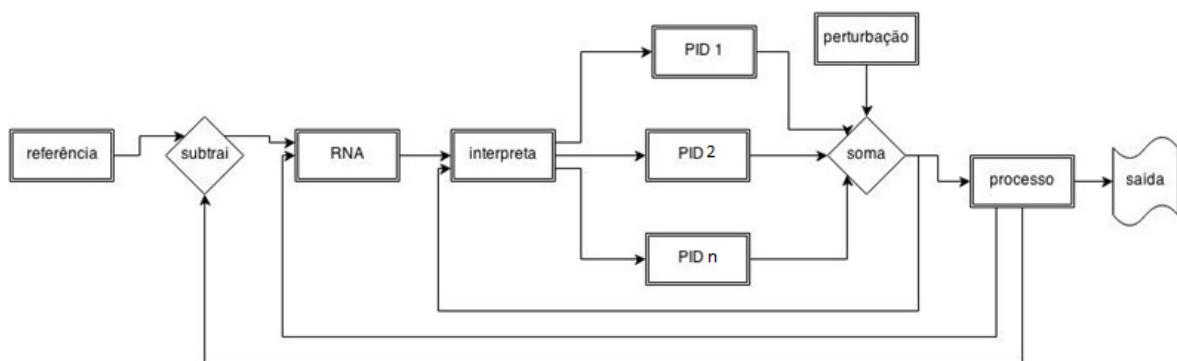 PID 1
perturbação
referência
subtrai
RNA
interpreta
PID 2
soma
processo
saída
PID n